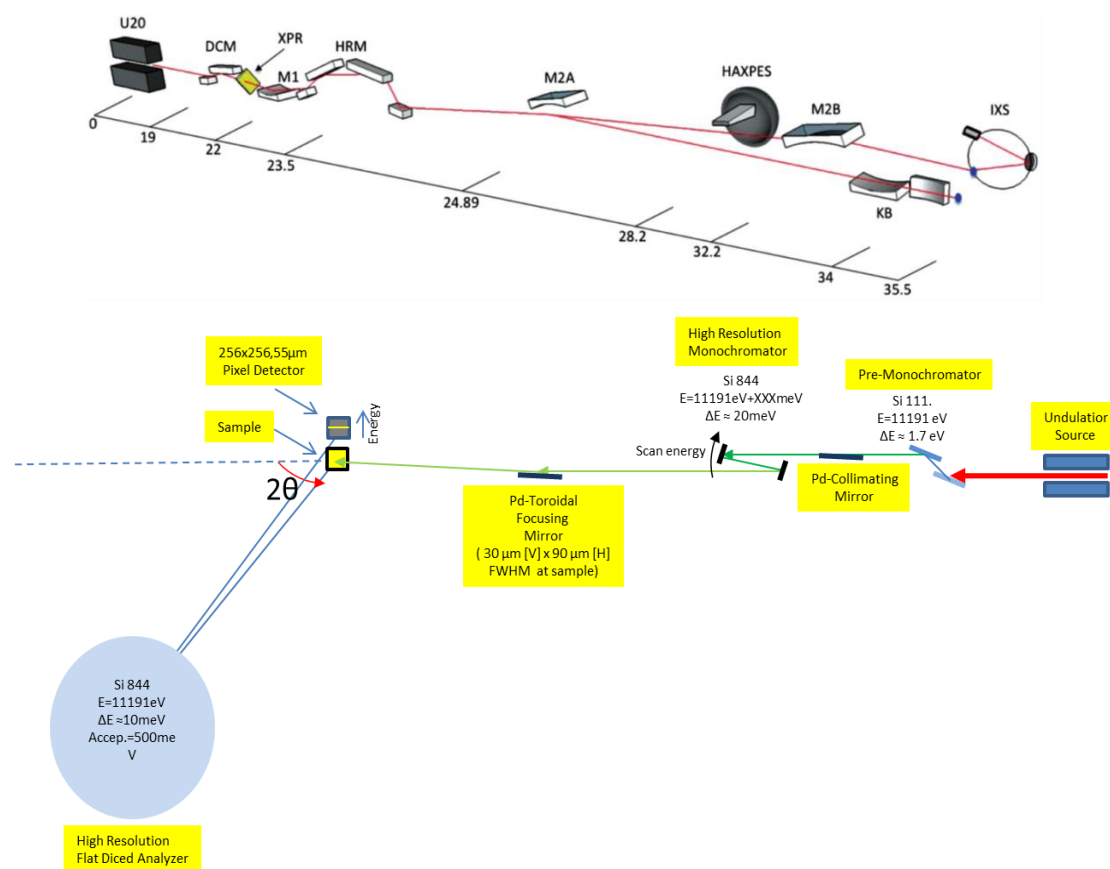 U20
DCM
XPR
M1
HRM
M2A
HAXPES
M2B
IXS
KB
0
19
22
23.5
24.89
28.2
32.2
34
35.5
256x256,55µm
Pixel Detector
Sample
Energy
2θ
High Resolution
Monochromator
Si 844
E=11191eV+XXXmeV
ΔE ≈ 20meV
Scan energy
Pre-Monochromator
Si 111.
E=11191 eV
ΔE ≈ 1.7 eV
Undulatior
Source
Pd-Collimating
Mirror
Pd-Toroidal
Focusing
Mirror
( 30 µm [V] x 90 µm [H]
FWHM at sample)
Si 844
E=11191eV
ΔE ≈10meV
Accep.=500me
V
High Resolution
Flat Diced Analyzer